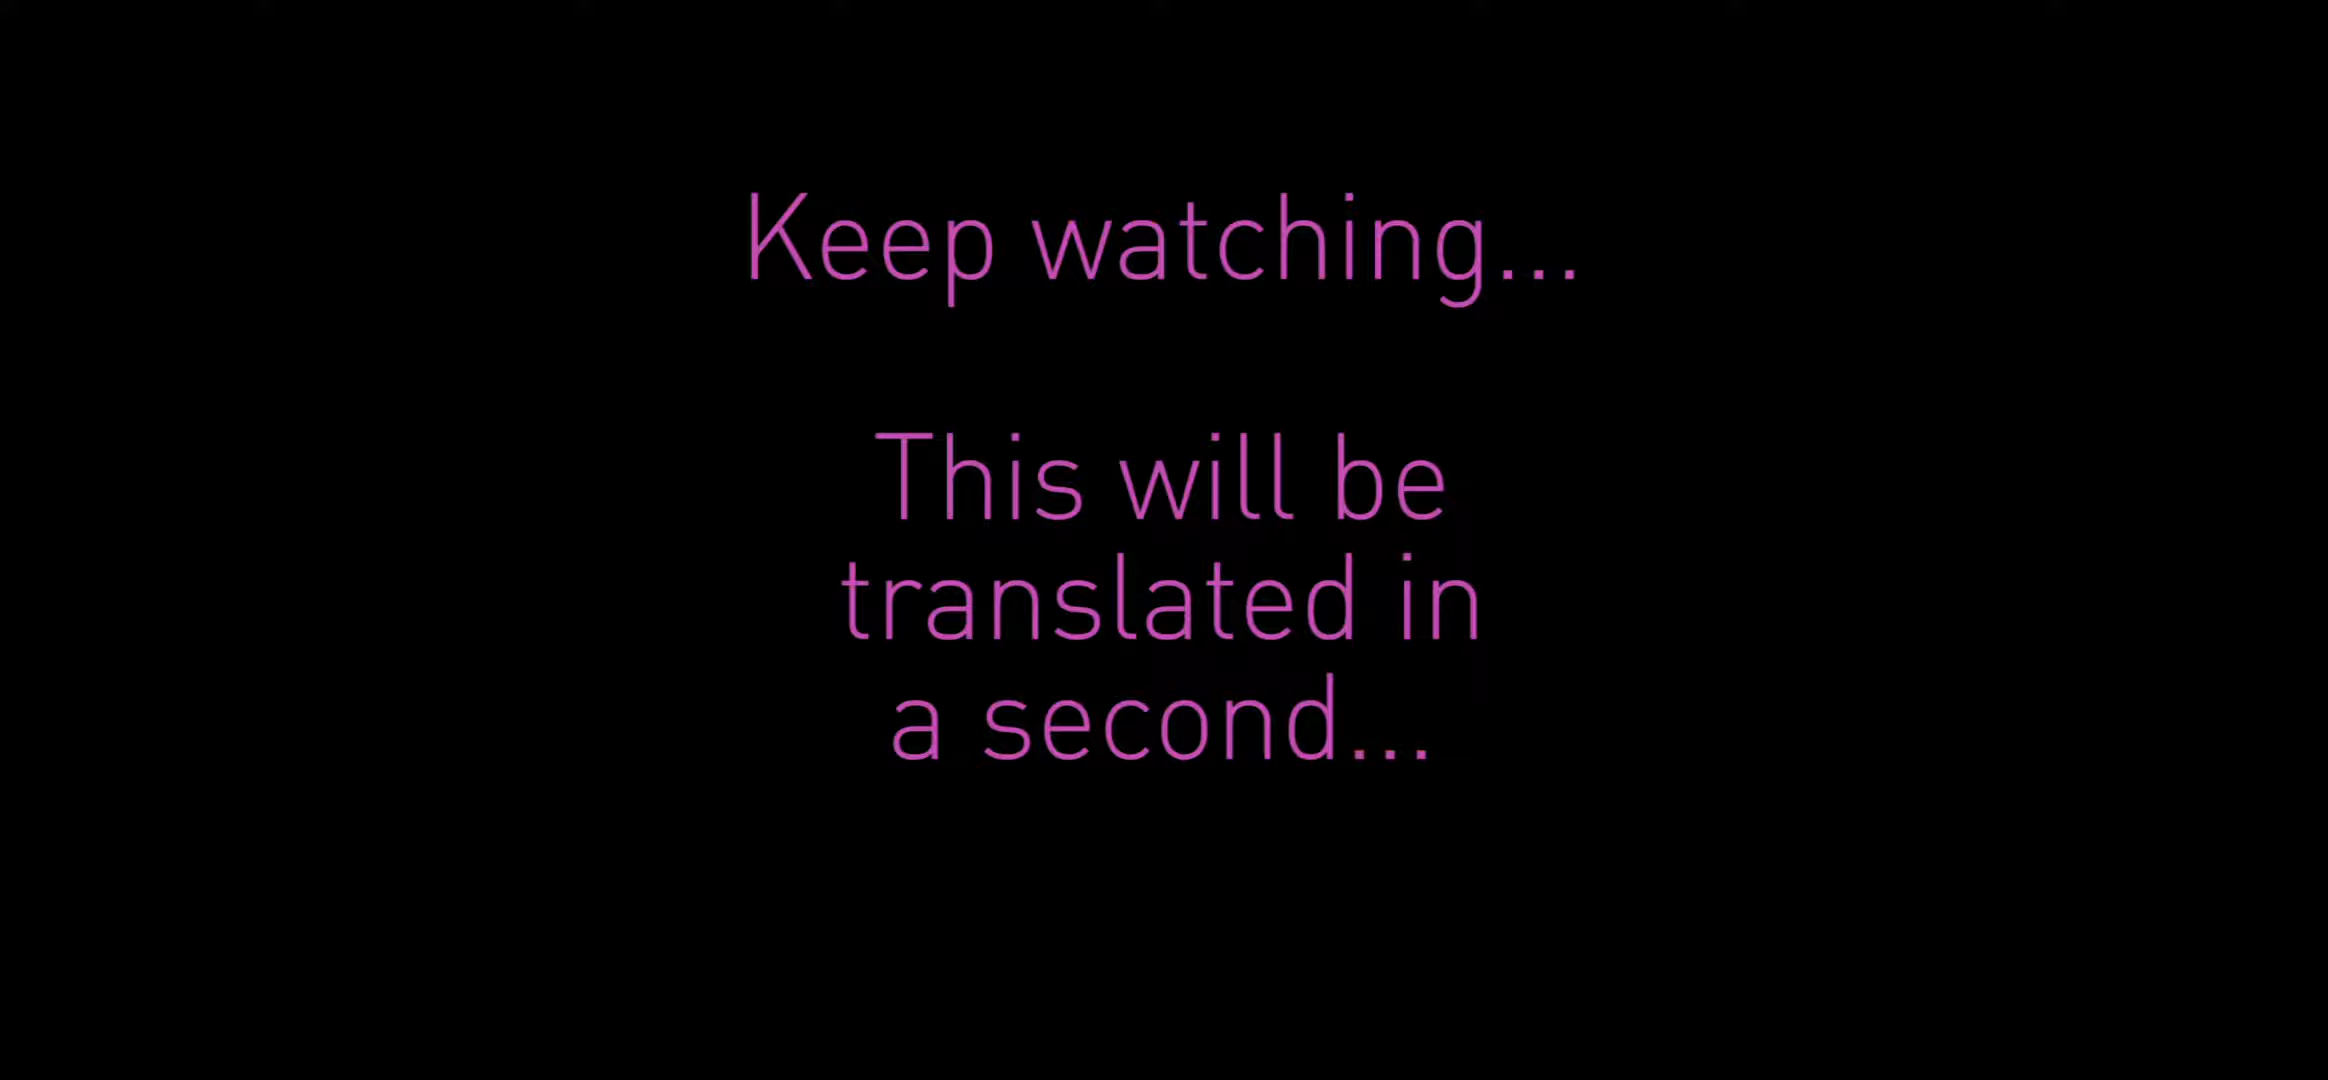 Keep watching...
This will be
translated in
a second...